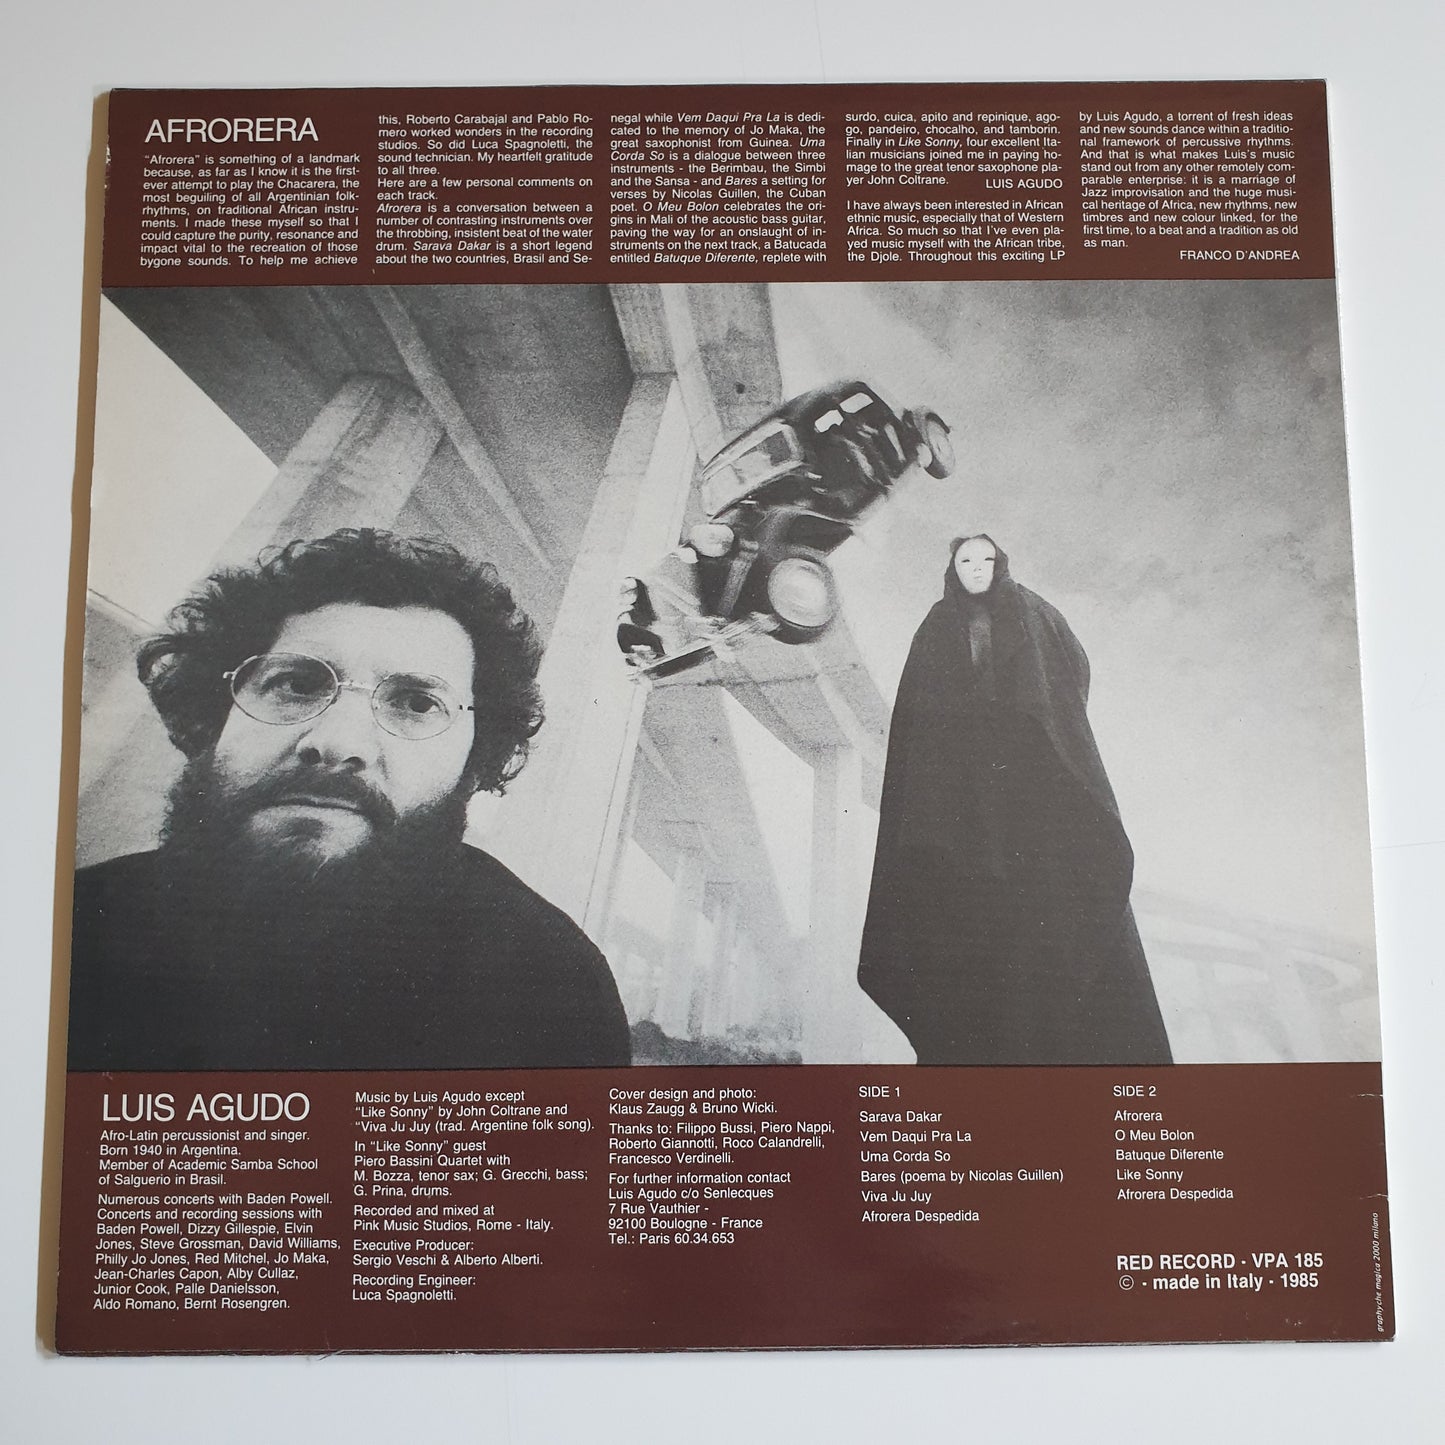 AFRORERA
“Afrorera” is something of a landmark
because, as far as I know it is the first-
ever attempt to play the Chacarera, the
most beguiling of all Argentinian folk-
rhythms, on traditional African instru-
ments. I made these myself so that I
could capture the purity, resonance and
impact vital to the recreation of those
bygone sounds. To help me achieve
this, Roberto Carabajal and Pablo Ro-
mero worked wonders in the recording
studios. So did Luca Spagnoletti, the
sound technician. My heartfelt gratitude
to all three.
Here are a few personal comments on
each track.
Afrorera is a conversation between a
number of contrasting instruments over
the throbbing, insistent beat of the water
drum. Sarava Dakar is a short legend
about the two countries, Brasil and Se-
negal while Vem Daqui Pra La is dedi-
cated to the memory of Jo Maka, the
great saxophonist from Guinea. Uma
Corda So is a dialogue between three
instruments - the Berimbau, the Simbi
and the Sansa - and Bares a setting for
verses by Nicolas Guillen, the Cuban
poet. O Meu Bolon celebrates the ori-
gins in Mali of the acoustic bass guitar,
paving the way for an onslaught of in-
struments on the next track, a Batucada
entitled Batuque Diferente, replete with
surdo, cuica, apito and repinique, ago-
go, pandeiro, chocalho, and tamborin.
Finally in Like Sonny, four excellent Ita-
lian musicians joined me in paying ho-
mage to the great tenor saxophone pla-
yer John Coltrane.
LUIS AGUDO
I have always been interested in African
ethnic music, especially that of Western
Africa. So much so that I've even pla-
yed music myself with the African tribe,
the Djole. Throughout this exciting LP
by Luis Agudo, a torrent of fresh ideas
and new sounds dance within a traditio-
nal framework of percussive rhythms.
And that is what makes Luis's music
stand out from any other remotely com-
parable enterprise: it is a marriage of
Jazz improvisation and the huge musi-
cal heritage of Africa, new rhythms, new
timbres and new colour linked, for the
first time, to a beat and a tradition as old
as man.
FRANCO D'ANDREA
LUIS AGUDO
Afro-Latin percussionist and singer.
Born 1940 in Argentina.
Member of Academic Samba School
of Salguerio in Brasil.
Numerous concerts with Baden Powell.
Concerts and recording sessions with
Baden Powell, Dizzy Gillespie, Elvin
Jones, Steve Grossman, David Williams,
Philly Jo Jones, Red Mitchel, Jo Maka,
Jean-Charles Capon, Alby Cullaz,
Junior Cook, Palle Danielsson,
Aldo Romano, Bernt Rosengren.
Music by Luis Agudo except
“Like Sonny” by John Coltrane and
“Viva Ju Juy (trad. Argentine folk song).
In “Like Sonny” guest
Piero Bassini Quartet with
M. Bozza, tenor sax; G. Grecchi, bass;
G. Prina, drums.
Recorded and mixed at
Pink Music Studios, Rome - Italy.
Executive Producer:
Sergio Veschi & Alberto Alberti.
Recording Engineer:
Luca Spagnoletti.
Cover design and photo:
Klaus Zaugg & Bruno Wicki.
Thanks to: Filippo Bussi, Piero Nappi,
Roberto Giannotti, Roco Calandrelli,
Francesco Verdinelli.
For further information contact
Luis Agudo c/o Senlecques
7 Rue Vauthier -
92100 Boulogne - France
Tel.: Paris 60.34.653
SIDE 1
Sarava Dakar
Vem Daqui Pra La
Uma Corda So
Bares (poema by Nicolas Guillen)
Viva Ju Juy
Afrorera Despedida
SIDE 2
Afrorera
O Meu Bolon
Batuque Diferente
Like Sonny
Afrorera Despedida
RED RECORD · VPA 185
© · made in Italy · 1985
graphyche magica 2000 milano